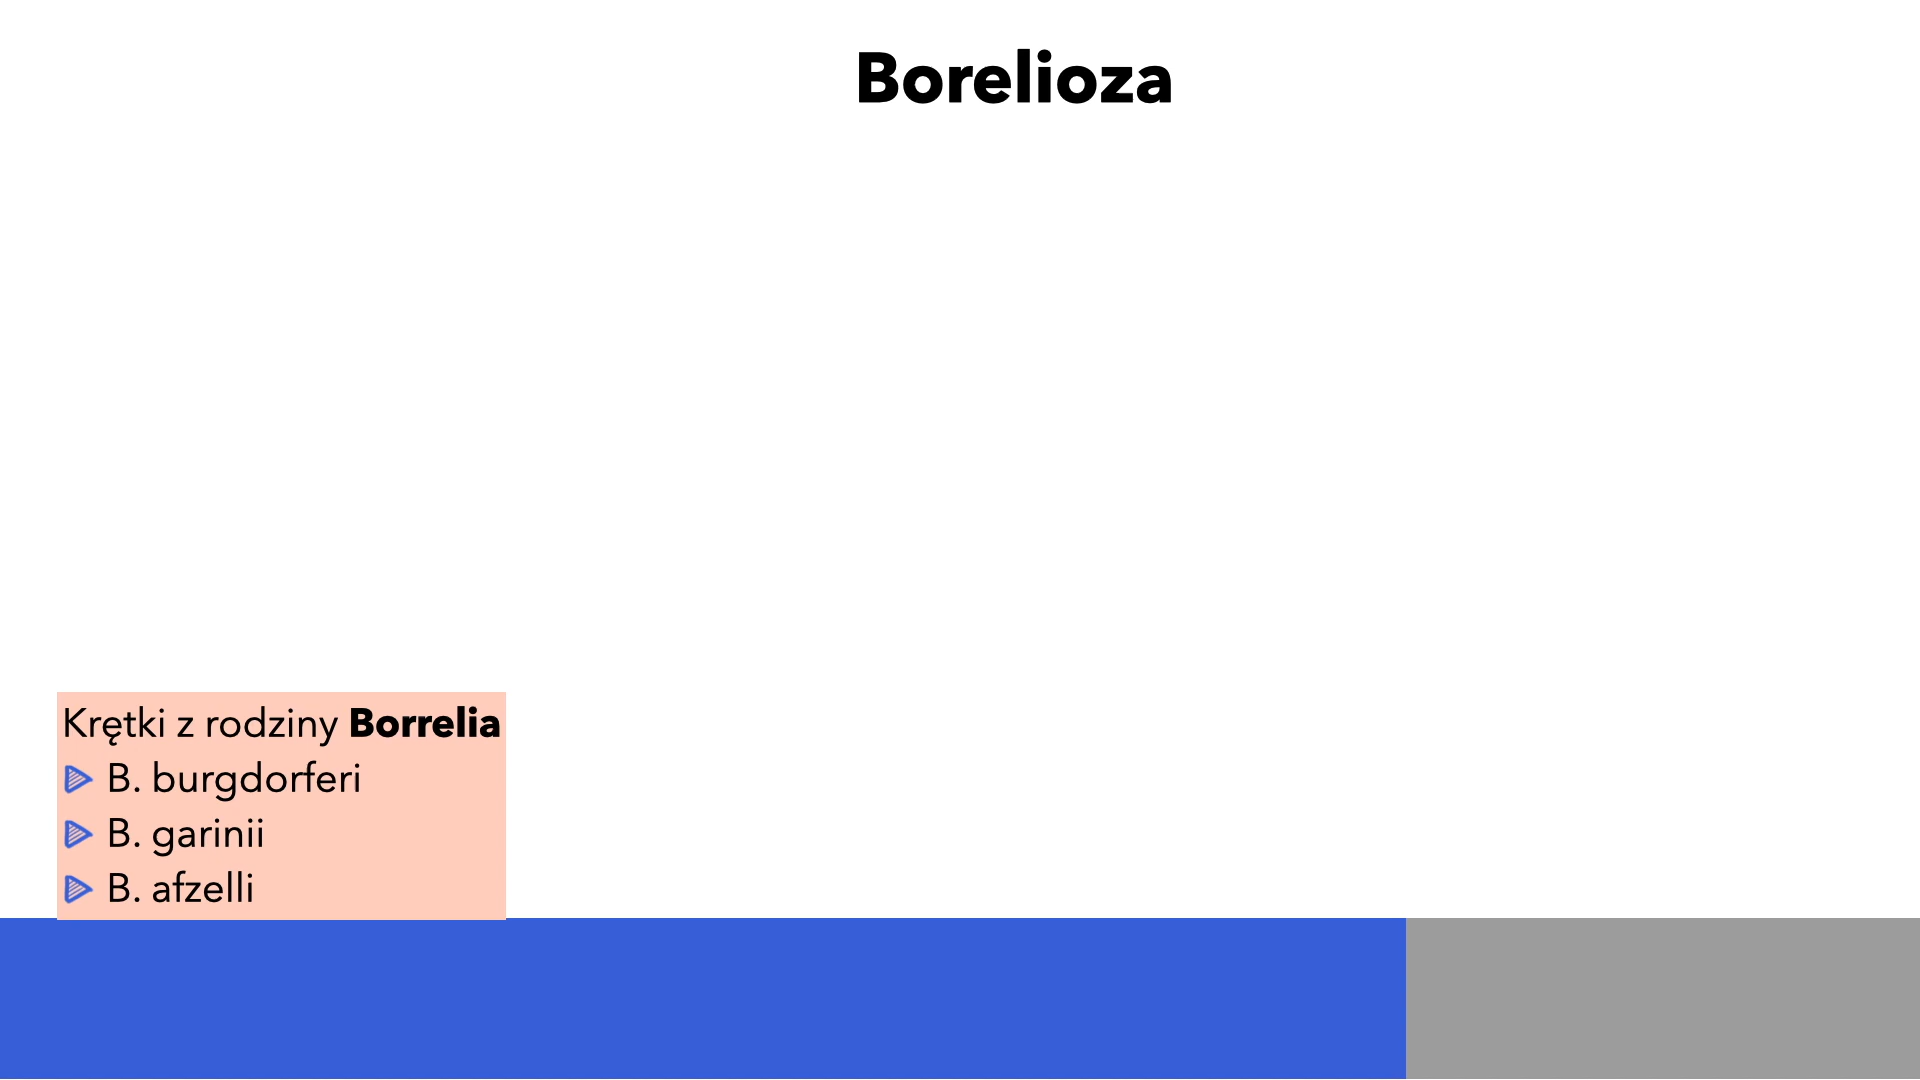 Borelioza
Krętki z rodziny Borrelia
B. burgdorferi
B. garinii
B. afzelli